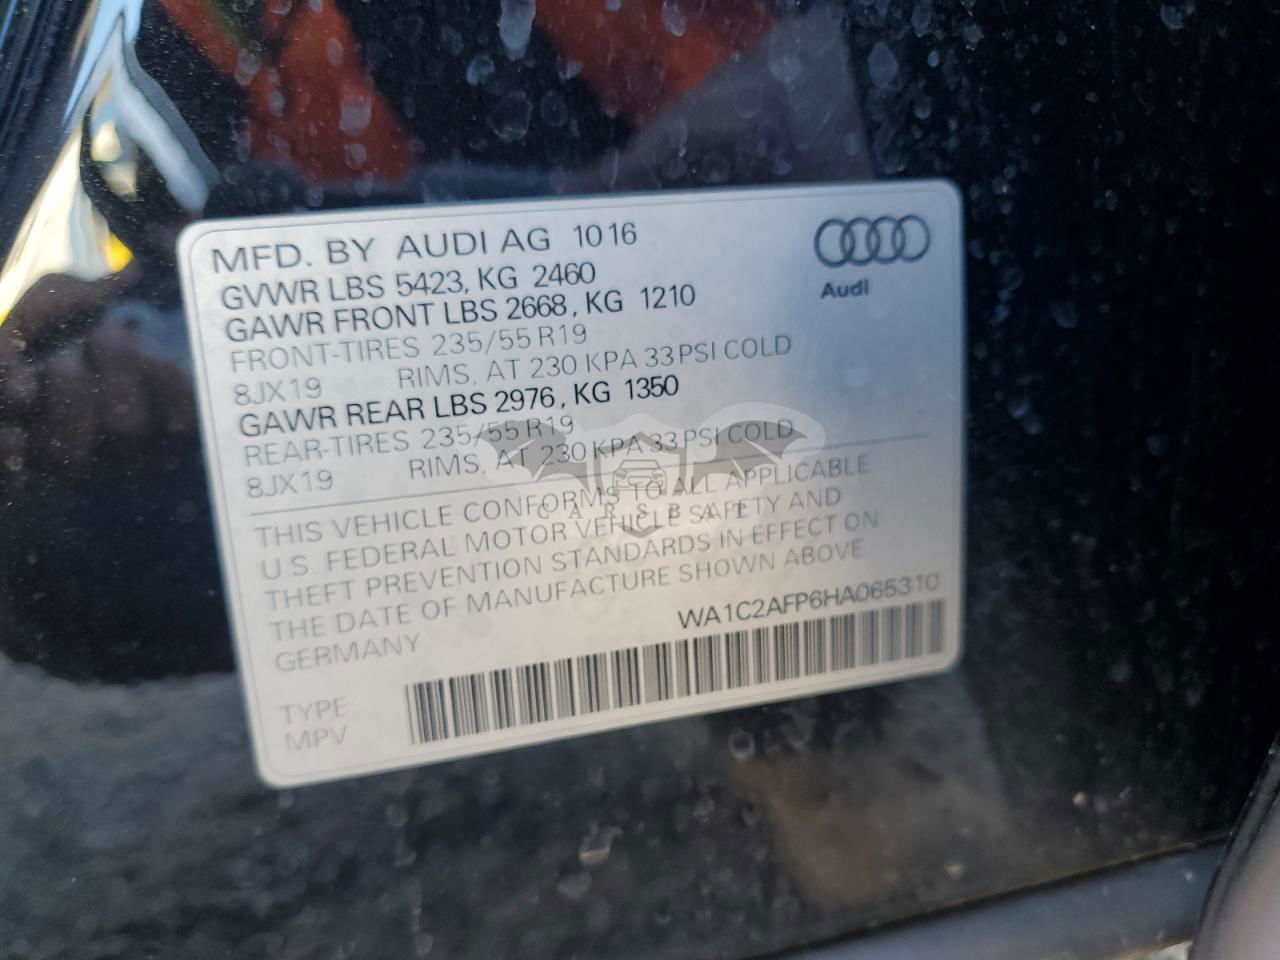 MFD. BY AUDI AG 1016
GVWR LBS 5423, KG 2460
GAWR FRONT LBS 2668, KG 1210
FRONT-TIRES 235/55 R19
8JX19 RIMS, AT 230 KPA 33 PSI COLD
GAWR REAR LBS 2976, KG 1350
REAR-TIRES 235/55 R19
8JX19 RIMS, AT 230 KPA 33 PSI COLD
Audi
THIS VEHICLE CONFORMS TO ALL APPLICABLE
U.S. FEDERAL MOTOR VEHICLE SAFETY AND
THEFT PREVENTION STANDARDS IN EFFECT ON
THE DATE OF MANUFACTURE SHOWN ABOVE
GERMANY
WA1C2AFP6HA065310
TYPE
MPV
CARSBAT